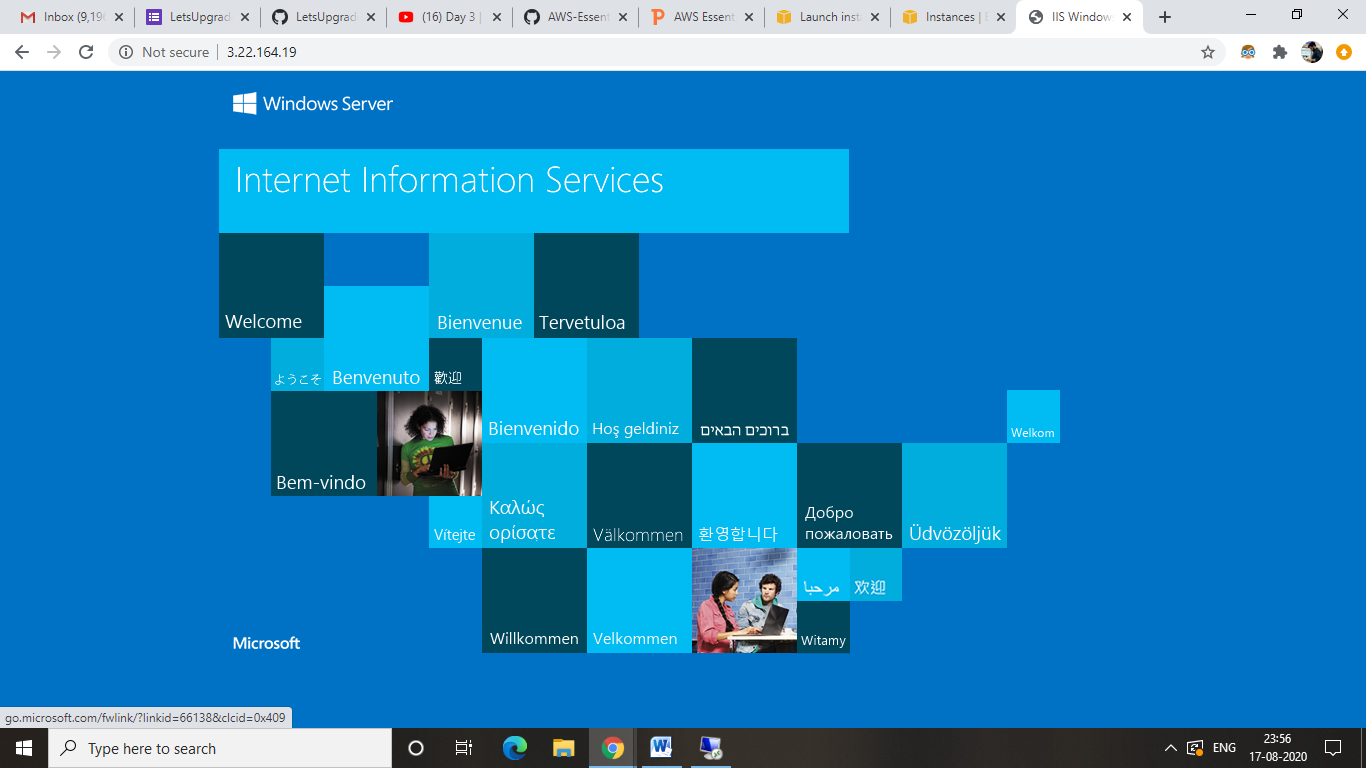 Inbox (9,190
LetsUpgrad
LetsUpgrad
(16) Day 3 |
AWS-Essent
AWS Essent
Launch insta
Instances | E
IIS Windows
Not secure
3.22.164.19
Windows Server
Internet Information Services
Welcome
Bienvenue
Tervetuloa
ようこそ
Benvenuto
歡迎
Bienvenido
Hoş geldiniz
ברוכים הבאים
Welkom
Bem-vindo
Vítejte
Καλώς
ορίσατε
Välkommen
환영합니다
Добро
пожаловать
Üdvözöljük
مرحبا
欢迎
Willkommen
Velkommen
Witamy
Microsoft
go.microsoft.com/fwlink/?linkid=66138&clcid=0x409
Type here to search
ENG
23:56
17-08-2020